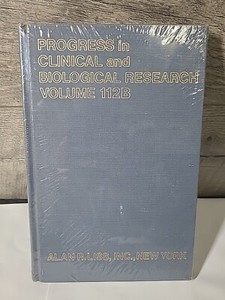 PROGRESS in
CLINICAL and
BIOLOGICAL RESEARCH
VOLUME 112B
ALAN R. LISS, INC., NEW YORK